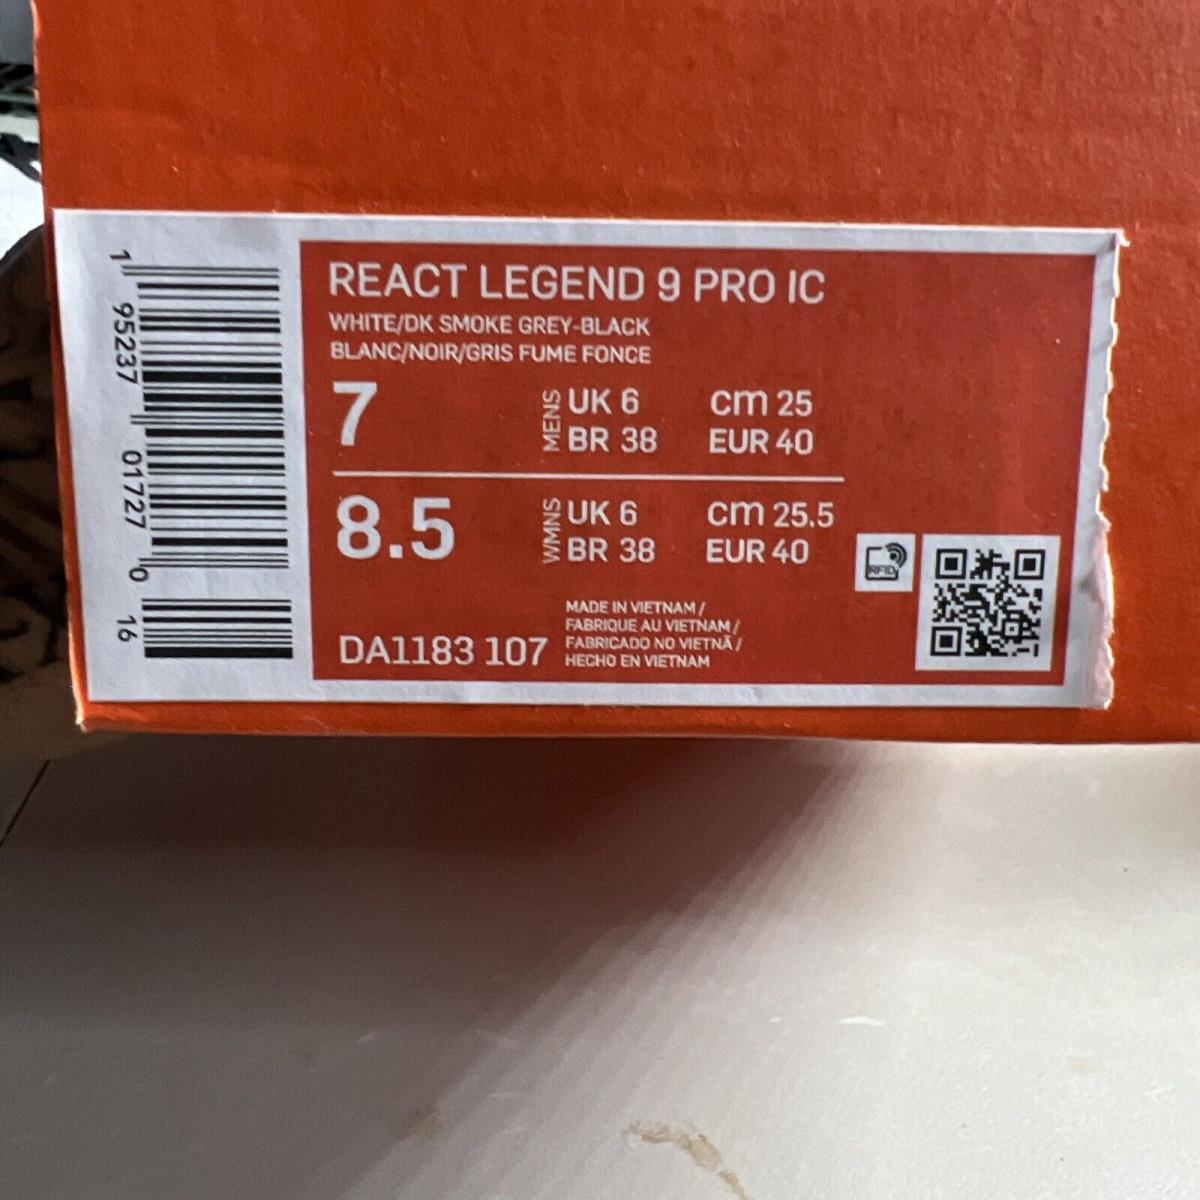 REACT LEGEND 9 PRO IC
WHITE/DK SMOKE GREY-BLACK
BLANC/NOIR/GRIS FUME FONCE
7
MENS
UK 6 cm 25
BR 38 EUR 40
8.5
WMNS
UK 6 cm 25.5
BR 38 EUR 40
MADE IN VIETNAM /
FABRIQUE AU VIETNAM /
FABRICADO NO VIETNÃ /
HECHO EN VIETNAM
DA1183 107
RFID
1 95237 01727 0 16